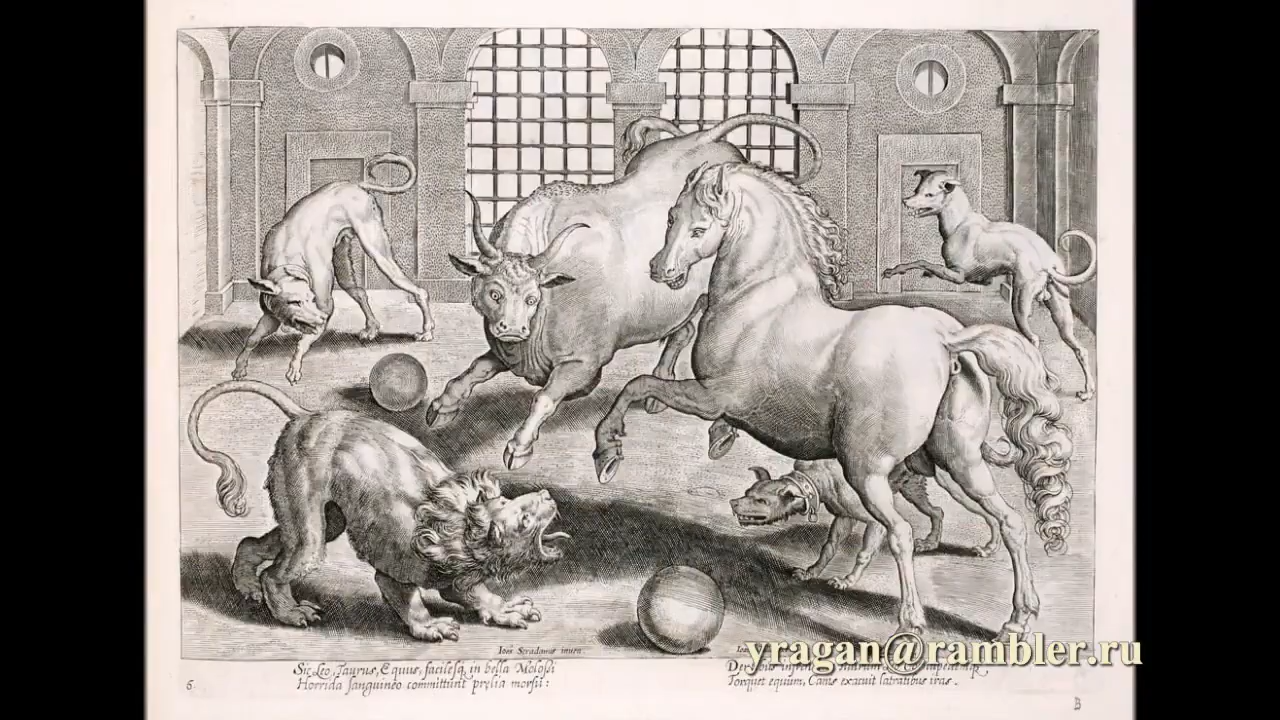 Ioan Stradanus inven.
Sic Leo, Taurus, Equus, facilesq, in bella Molossi
Horrida sanguineo committunt prælia morsu:
yragan@rambler.ru
Torquet equum, Canis exacuit latratibus iras.
6.
B